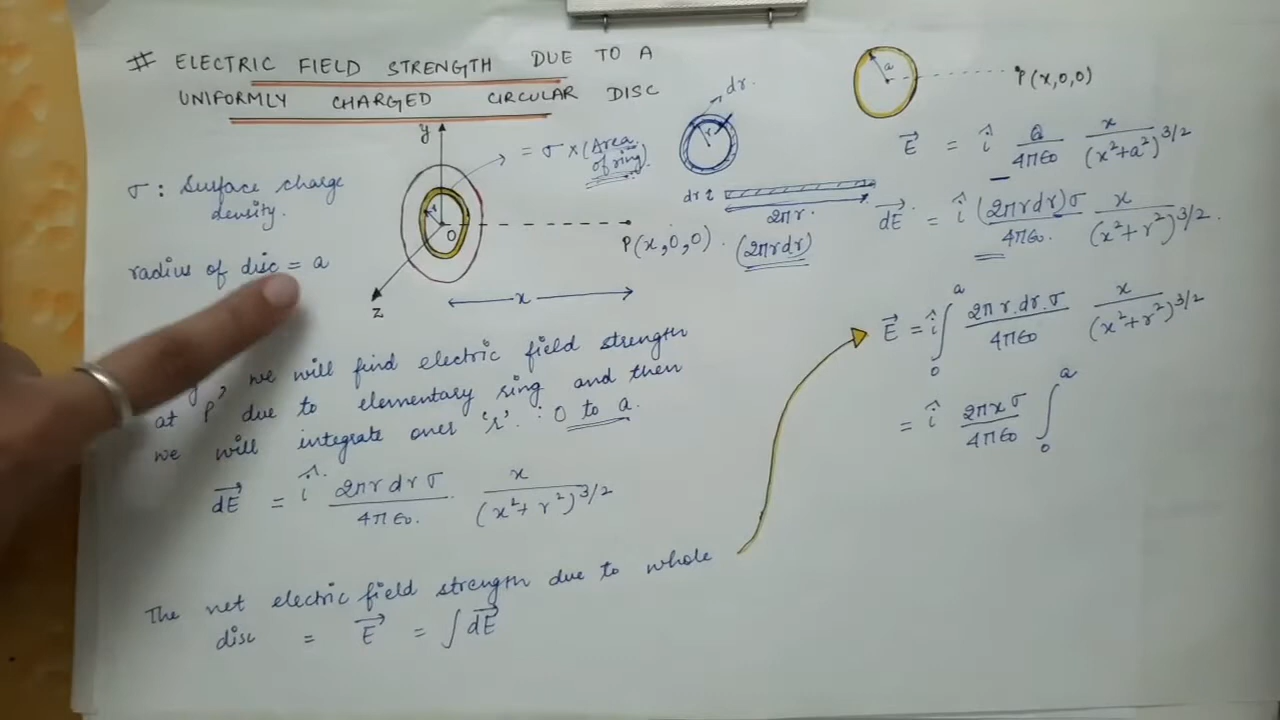 # ELECTRIC FIELD STRENGTH DUE TO A
UNIFORMLY CHARGED CIRCULAR DISC
σ : Surface charge
density.
radius of disc = a
y
r
O
z
x
= σ × (Area
of ring).
P(x,0,0).
dr.
r
dr
2πr.
(2πrdr)
we will find electric field strength
at P due to elementary ring and then
we will integrate over 'r' : 0 to a.
dE = î 2πr dr σ / 4πε₀. x / (x² + r²)^3/2
The net electric field strength due to whole
disc = E = ∫ dE
a
P(x,0,0)
E = î Q / 4πε₀ x / (x² + a²)^3/2
dE = î (2πrdr)σ / 4πε₀. x / (x² + r²)^3/2.
E = î ∫₀ᵃ 2πr.dr.σ / 4πε₀ x / (x² + r²)^3/2
= î 2πxσ / 4πε₀ ∫₀ᵃ